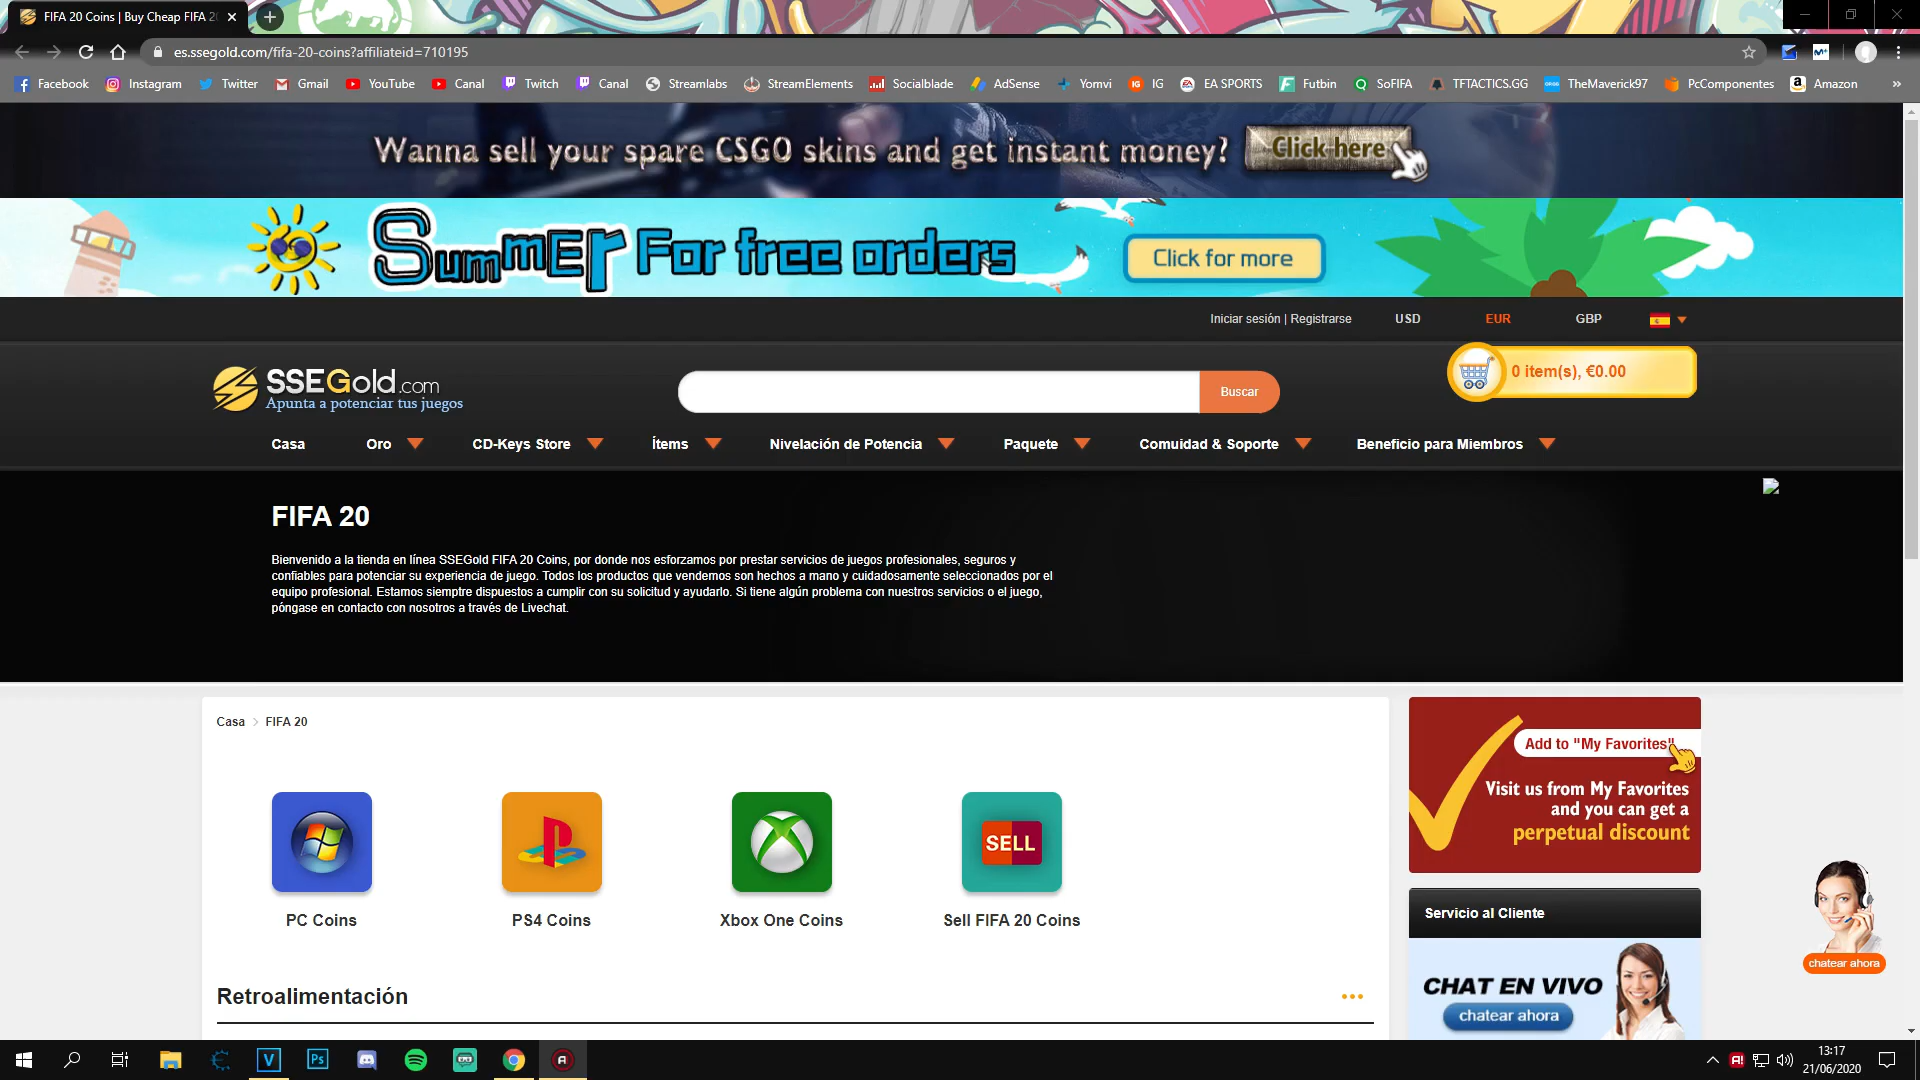 FIFA 20 Coins | Buy Cheap FIFA 20
es.ssegold.com/fifa-20-coins?affiliateid=710195
Facebook Instagram Twitter Gmail YouTube Canal Twitch Canal Streamlabs StreamElements Socialblade AdSense Yomvi IG EA SPORTS Futbin SoFIFA TFTACTICS.GG TheMaverick97 PcComponentes Amazon »
Wanna sell your spare CSGO skins and get instant money? Click here
Summer For free orders Click for more
Iniciar sesión | Registrarse USD EUR GBP
SSEGold.com
Apunta a potenciar tus juegos
Buscar
0 item(s), €0.00
Casa Oro CD-Keys Store Ítems Nivelación de Potencia Paquete Comuidad & Soporte Beneficio para Miembros
FIFA 20
Bienvenido a la tienda en línea SSEGold FIFA 20 Coins, por donde nos esforzamos por prestar servicios de juegos profesionales, seguros y
confiables para potenciar su experiencia de juego. Todos los productos que vendemos son hechos a mano y cuidadosamente seleccionados por el
equipo profesional. Estamos siemptre dispuestos a cumplir con su solicitud y ayudarlo. Si tiene algún problema con nuestros servicios o el juego,
póngase en contacto con nosotros a través de Livechat.
Casa > FIFA 20
SELL
PC Coins PS4 Coins Xbox One Coins Sell FIFA 20 Coins
Retroalimentación
Add to "My Favorites"
Visit us from My Favorites
and you can get a
perpetual discount
Servicio al Cliente
CHAT EN VIVO
chatear ahora
chatear ahora
V Ps
13:17
21/06/2020